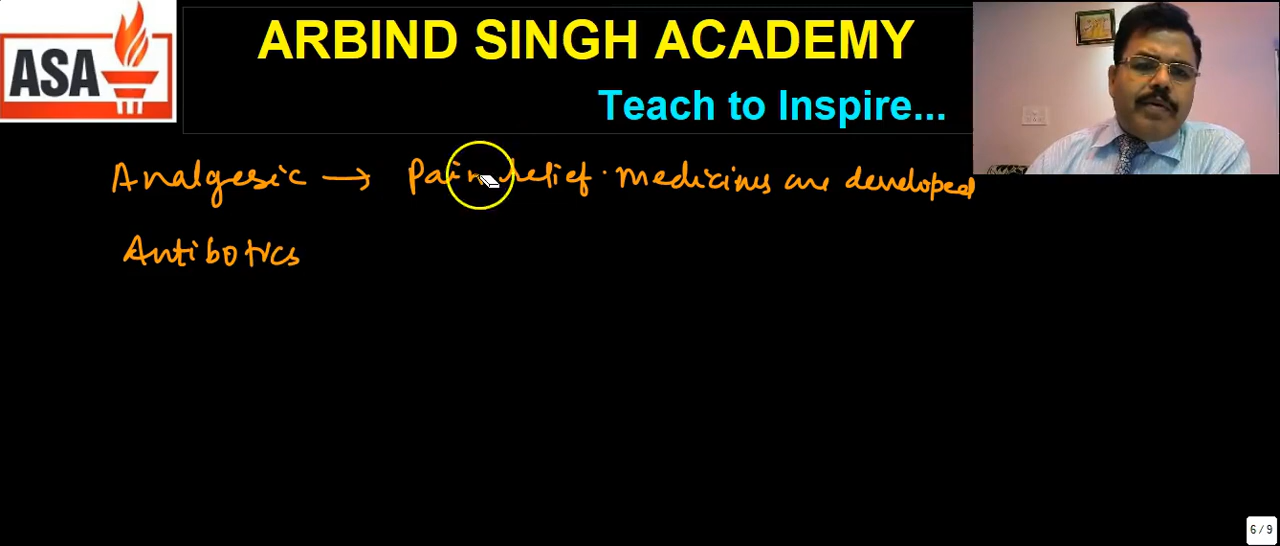 ASA
ARBIND SINGH ACADEMY
Teach to Inspire...
Analgesic → Pain relief. medicines are developed
Antibotics
6/9